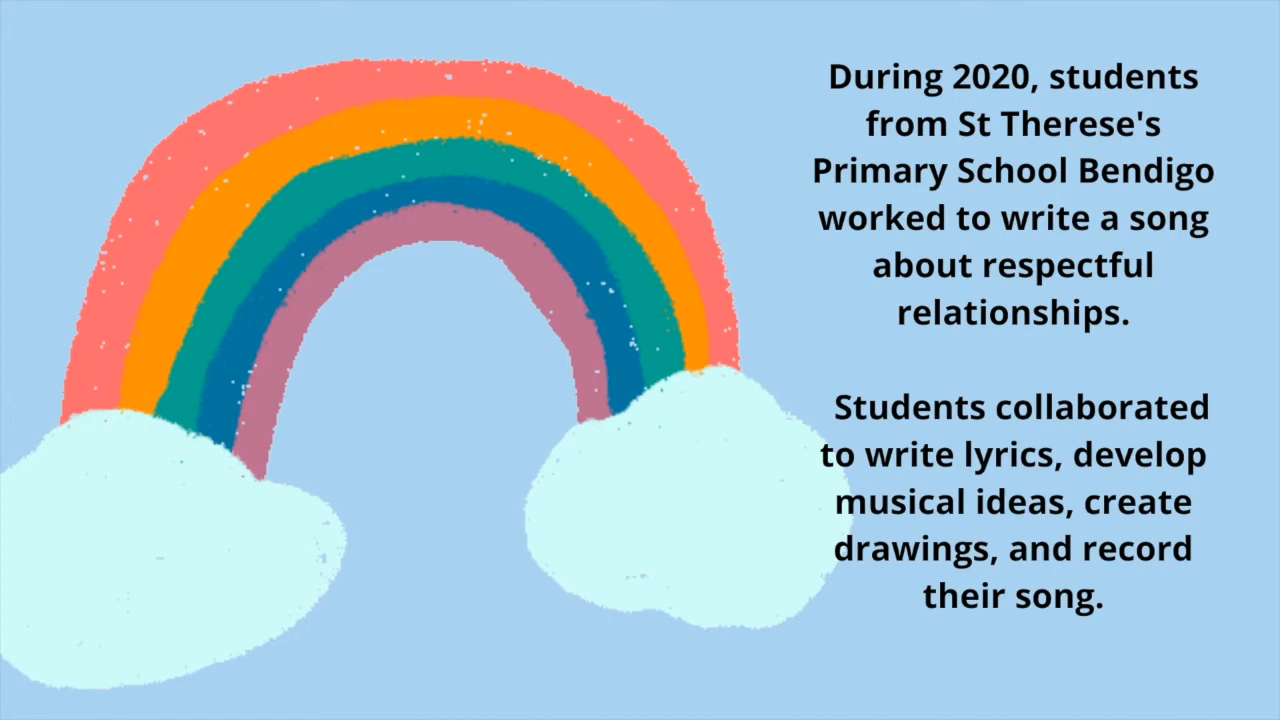 During 2020, students
from St Therese's
Primary School Bendigo
worked to write a song
about respectful
relationships.
Students collaborated
to write lyrics, develop
musical ideas, create
drawings, and record
their song.